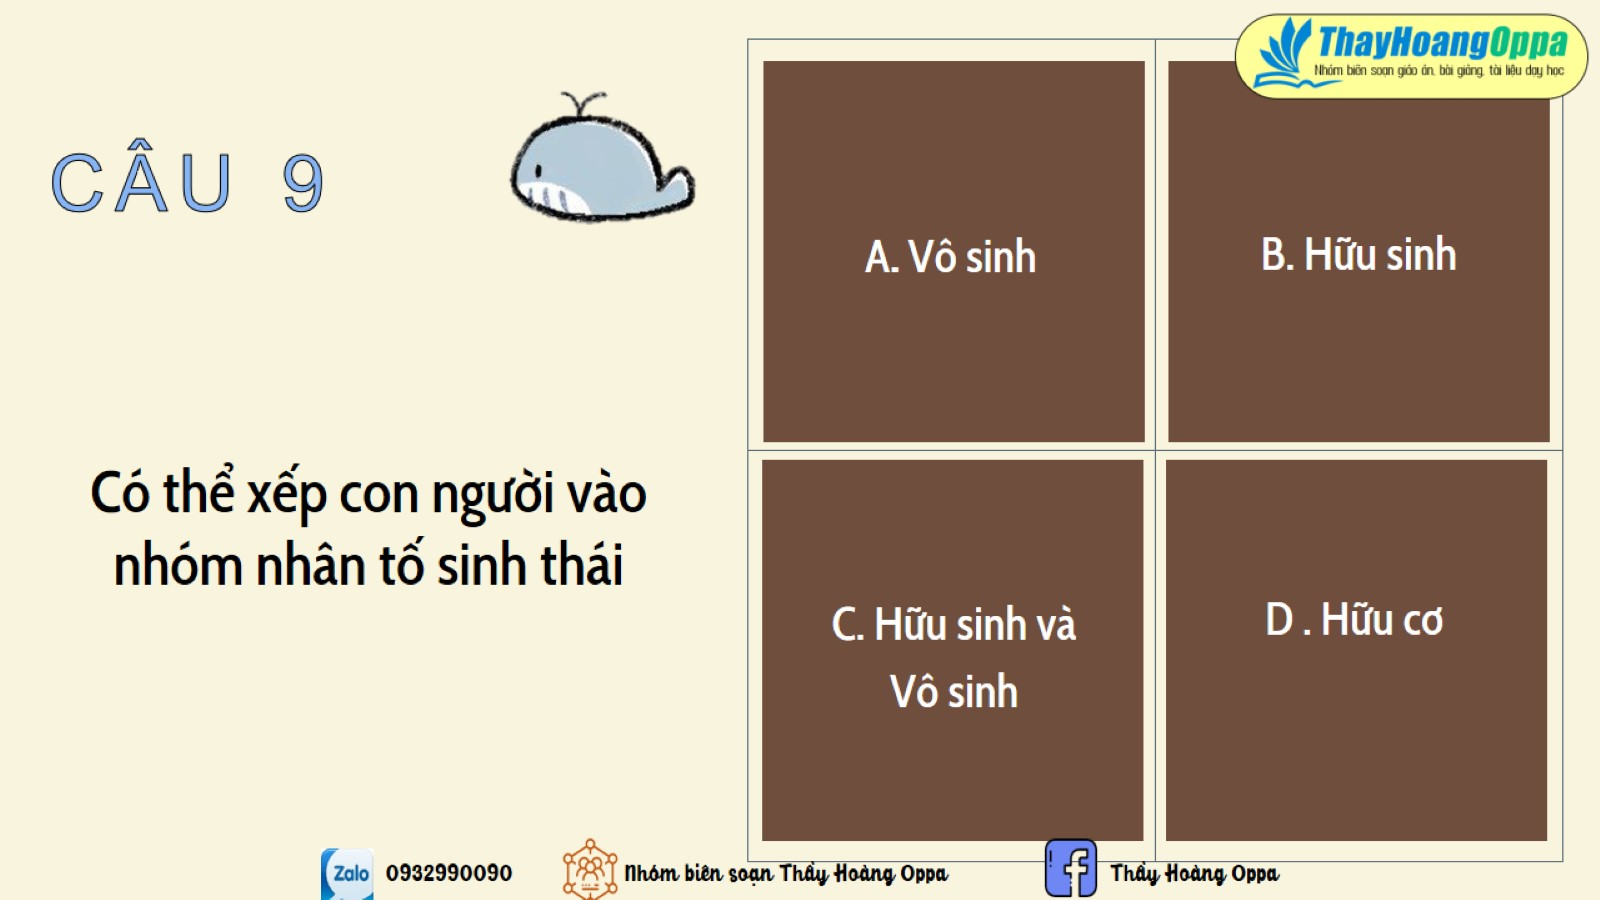 ThayHoangOppa
Nhóm biên soạn giáo án, bài giảng, tài liệu dạy học
CÂU 9
Có thể xếp con người vào
nhóm nhân tố sinh thái
A. Vô sinh
B. Hữu sinh
C. Hữu sinh và
Vô sinh
D . Hữu cơ
Zalo
0932990090
Nhóm biên soạn Thầy Hoàng Oppa
Thầy Hoàng Oppa